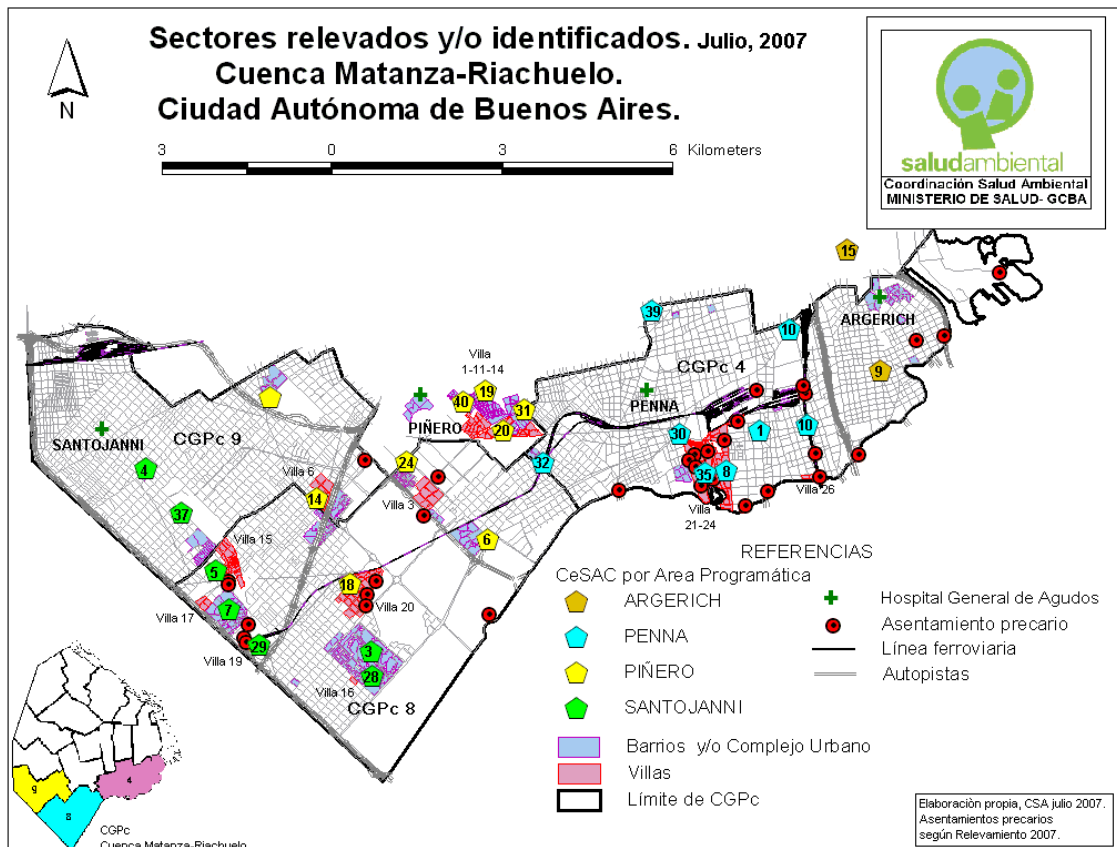 Sectores relevados y/o identificados. Julio, 2007
Cuenca Matanza-Riachuelo.
Ciudad Autónoma de Buenos Aires.
N
3 0 3 6 Kilometers
saludambiental
Coordinación Salud Ambiental
MINISTERIO DE SALUD- GCBA
15
39
10
ARGERICH
9
Villa
1-11-14
CGPc 4
19
40
31
PENNA
PIÑERO
20
SANTOJANNI
CGPc 9
30
1
10
4
Villa 6
24
32
35
8
14
Villa 3
Villa 26
37
Villa
21-24
6
Villa 15
5
18
Villa 20
7
Villa 17
29
3
Villa 19
28
Villa 16
CGPc 8
REFERENCIAS
CeSAC por Area Programática
ARGERICH
PENNA
PIÑERO
SANTOJANNI
Barrios y/o Complejo Urbano
Villas
Límite de CGPc
Hospital General de Agudos
Asentamiento precario
Línea ferroviaria
Autopistas
4
9
8
CGPc
Cuenca Matanza-Riachuelo
Elaboraciòn propia, CSA julio 2007.
Asentamientos precarios
según Relevamiento 2007.